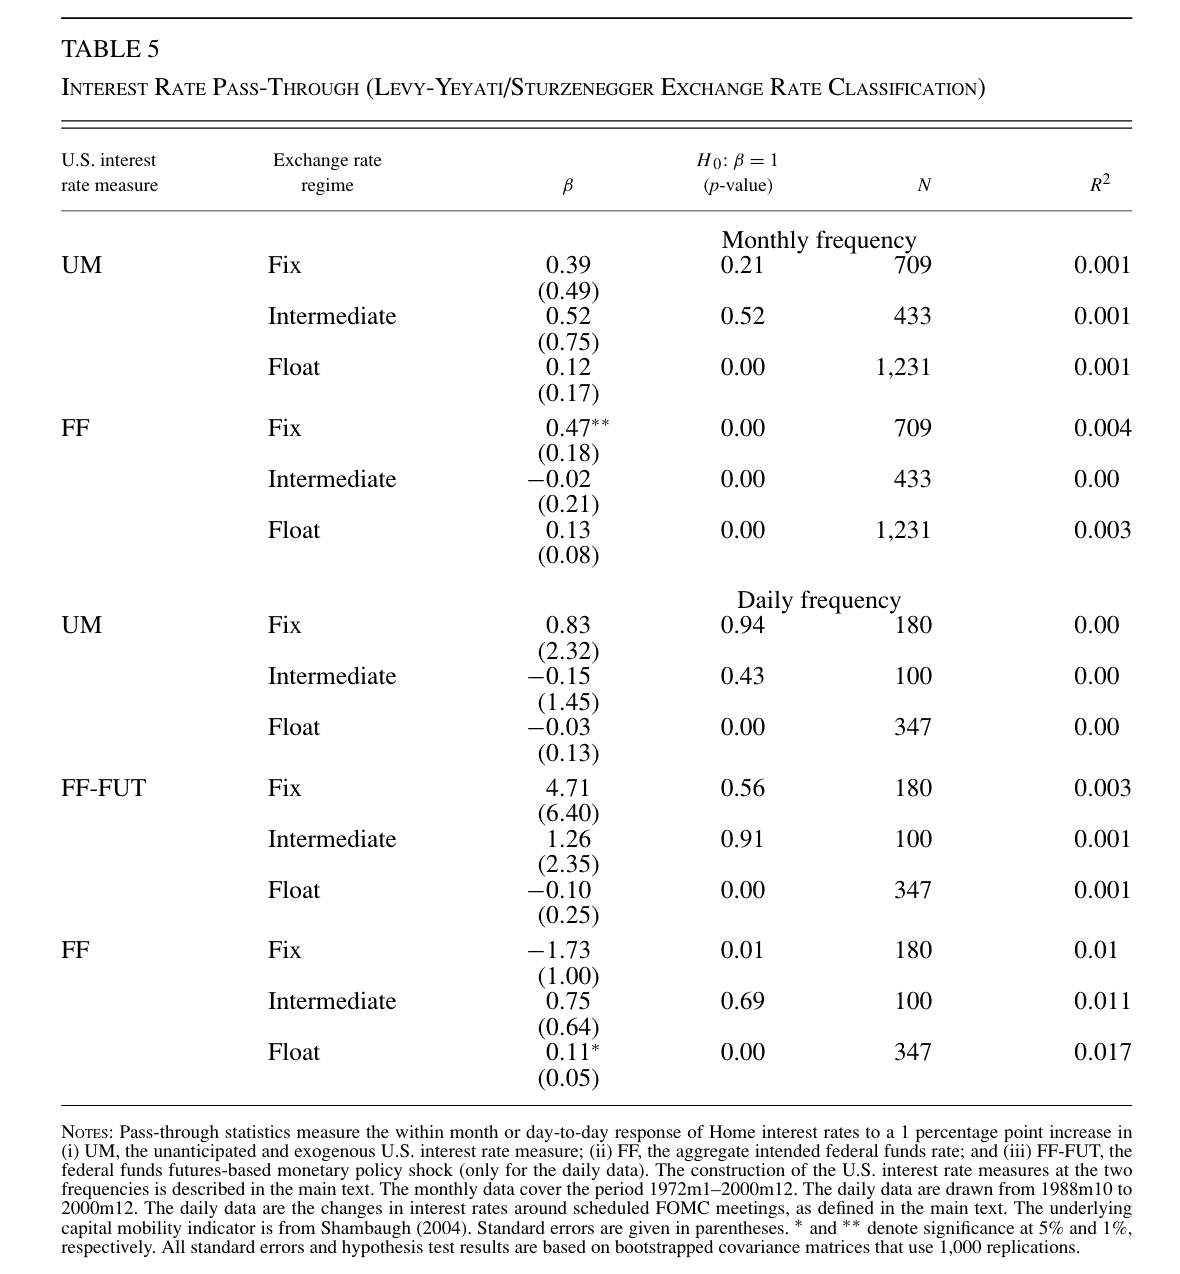 TABLE 5
INTEREST RATE PASS-THROUGH (LEVY-YEYATI/STURZENEGGER EXCHANGE RATE CLASSIFICATION)
U.S. interest Exchange rate H0: β = 1
rate measure regime β (p-value) N R²
Monthly frequency
UM Fix 0.39 0.21 709 0.001
(0.49)
Intermediate 0.52 0.52 433 0.001
(0.75)
Float 0.12 0.00 1,231 0.001
(0.17)
FF Fix 0.47** 0.00 709 0.004
(0.18)
Intermediate −0.02 0.00 433 0.00
(0.21)
Float 0.13 0.00 1,231 0.003
(0.08)
Daily frequency
UM Fix 0.83 0.94 180 0.00
(2.32)
Intermediate −0.15 0.43 100 0.00
(1.45)
Float −0.03 0.00 347 0.00
(0.13)
FF-FUT Fix 4.71 0.56 180 0.003
(6.40)
Intermediate 1.26 0.91 100 0.001
(2.35)
Float −0.10 0.00 347 0.001
(0.25)
FF Fix −1.73 0.01 180 0.01
(1.00)
Intermediate 0.75 0.69 100 0.011
(0.64)
Float 0.11* 0.00 347 0.017
(0.05)
NOTES: Pass-through statistics measure the within month or day-to-day response of Home interest rates to a 1 percentage point increase in
(i) UM, the unanticipated and exogenous U.S. interest rate measure; (ii) FF, the aggregate intended federal funds rate; and (iii) FF-FUT, the
federal funds futures-based monetary policy shock (only for the daily data). The construction of the U.S. interest rate measures at the two
frequencies is described in the main text. The monthly data cover the period 1972m1–2000m12. The daily data are drawn from 1988m10 to
2000m12. The daily data are the changes in interest rates around scheduled FOMC meetings, as defined in the main text. The underlying
capital mobility indicator is from Shambaugh (2004). Standard errors are given in parentheses. * and ** denote significance at 5% and 1%,
respectively. All standard errors and hypothesis test results are based on bootstrapped covariance matrices that use 1,000 replications.